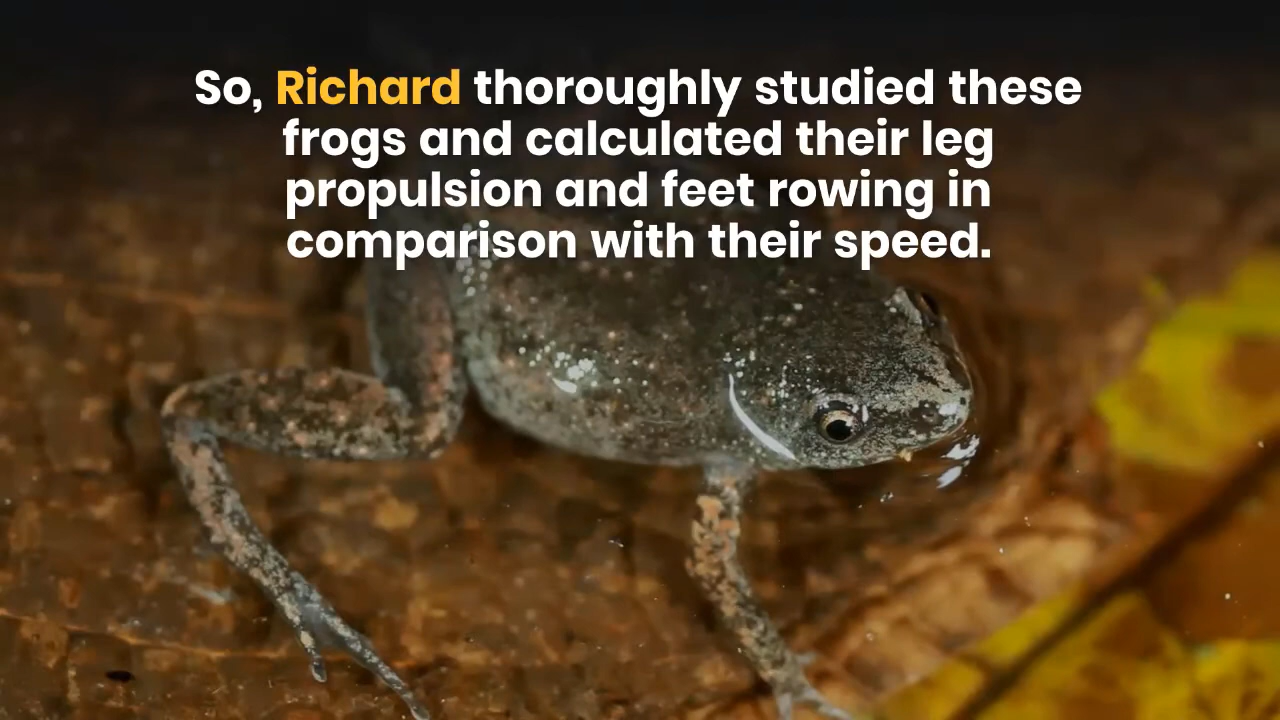 So, Richard thoroughly studied these
frogs and calculated their leg
propulsion and feet rowing in
comparison with their speed.